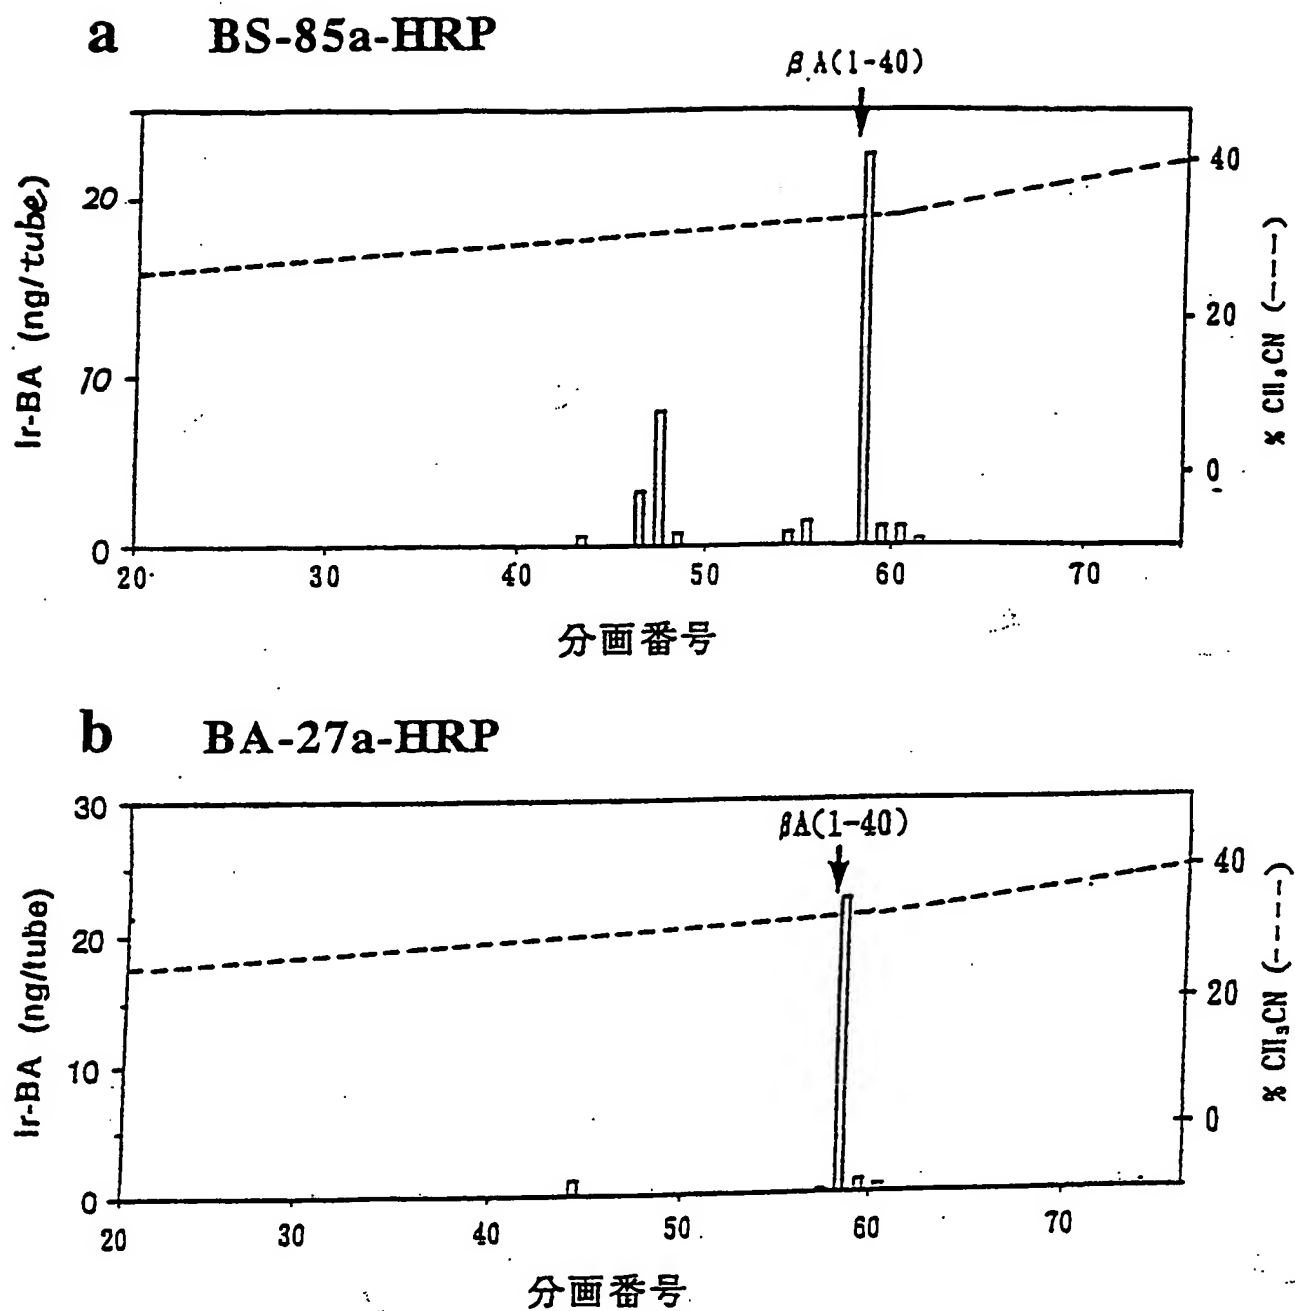 a BS-85a-HRP
βA(1-40)
Ir-BA (ng/tube)
20
10
0
40
20
0
% CH₃CN (----)
20 30 40 50 60 70
分画番号
b BA-27a-HRP
βA(1-40)
Ir-BA (ng/tube)
30
20
10
0
40
20
0
% CH₃CN (----)
20 30 40 50 60 70
分画番号